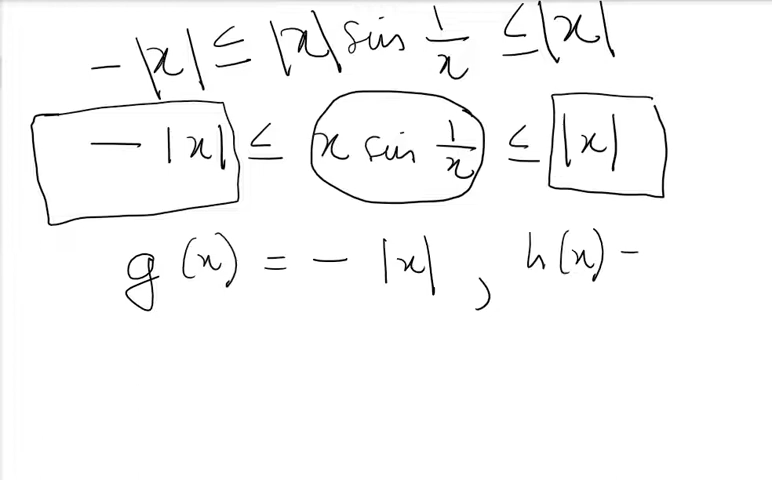 -|x| ≤ |x| sin 1/x ≤ |x|
-|x| ≤ x sin 1/x ≤ |x|
g(x) = -|x| , h(x) -